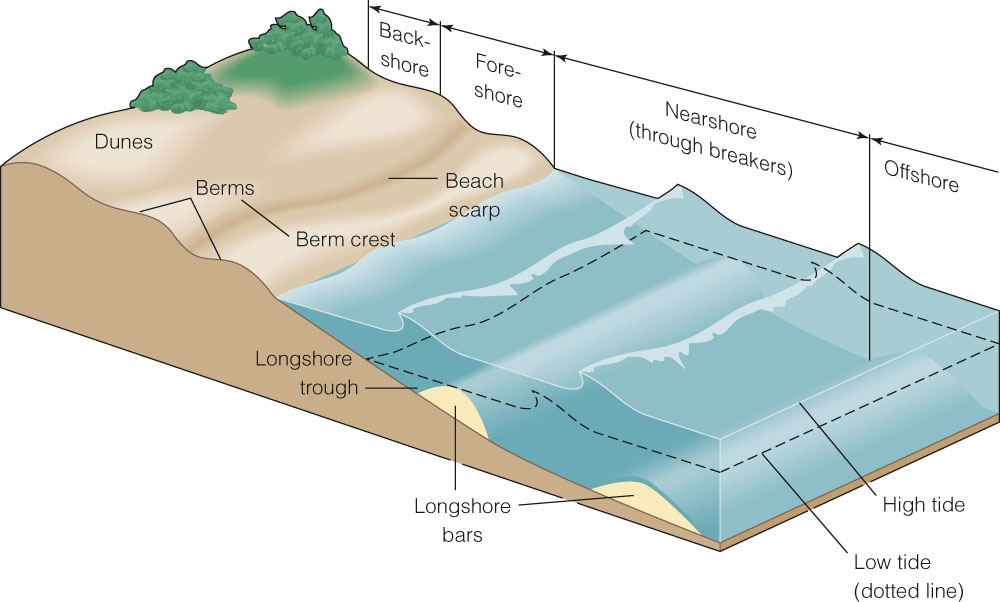 Back-
shore
Fore-
shore
Nearshore
(through breakers)
Offshore
Dunes
Berms
Beach
scarp
Berm crest
Longshore
trough
Longshore
bars
High tide
Low tide
(dotted line)